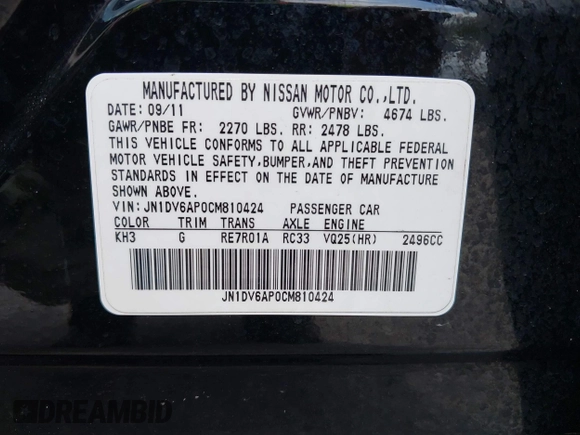 MANUFACTURED BY NISSAN MOTOR CO.,LTD.
DATE: 09/11 GVWR/PNBV: 4674 LBS.
GAWR/PNBE FR: 2270 LBS. RR: 2478 LBS.
THIS VEHICLE CONFORMS TO ALL APPLICABLE FEDERAL
MOTOR VEHICLE SAFETY,BUMPER,AND THEFT PREVENTION
STANDARDS IN EFFECT ON THE DATE OF MANUFACTURE
SHOWN ABOVE.
VIN: JN1DV6AP0CM810424 PASSENGER CAR
COLOR TRIM TRANS AXLE ENGINE
KH3 G RE7R01A RC33 VQ25(HR) 2496CC
JN1DV6AP0CM810424
DREAMBID